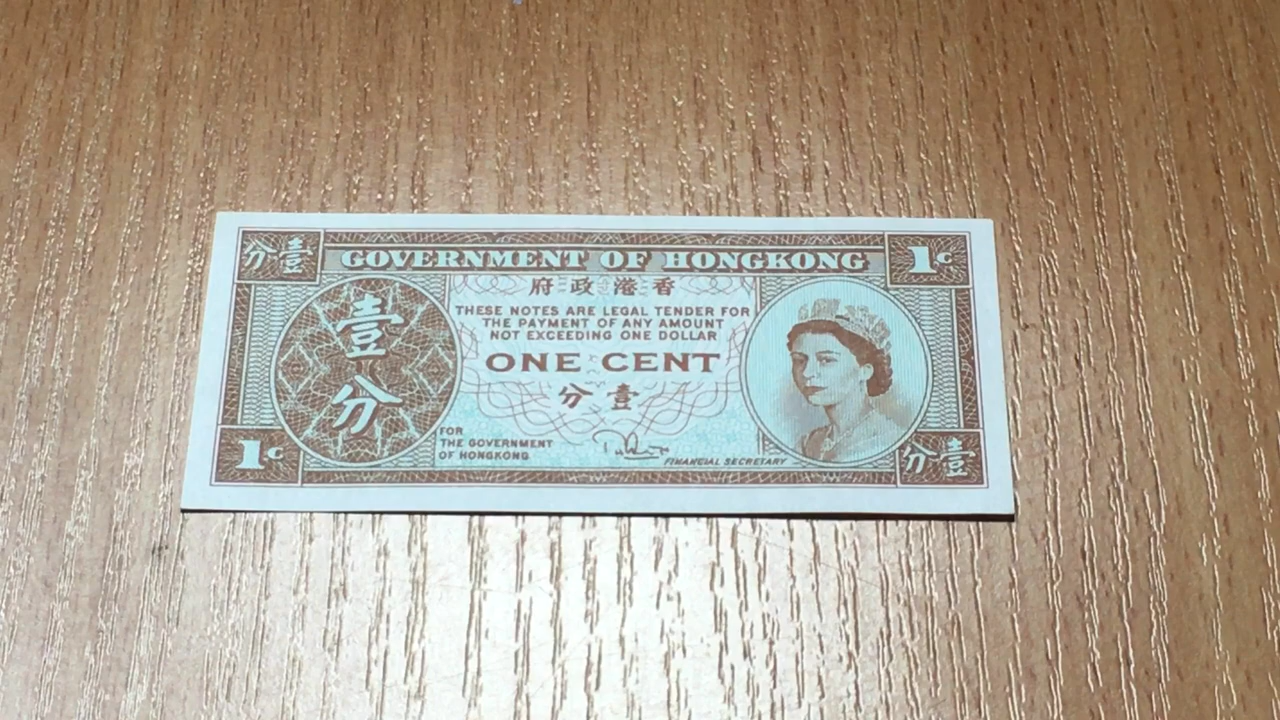 分壹
GOVERNMENT OF HONGKONG
1c
府政港香
壹
分
THESE NOTES ARE LEGAL TENDER FOR
THE PAYMENT OF ANY AMOUNT
NOT EXCEEDING ONE DOLLAR
ONE CENT
分壹
FOR
THE GOVERNMENT
OF HONGKONG
FINANCIAL SECRETARY
1c
分壹